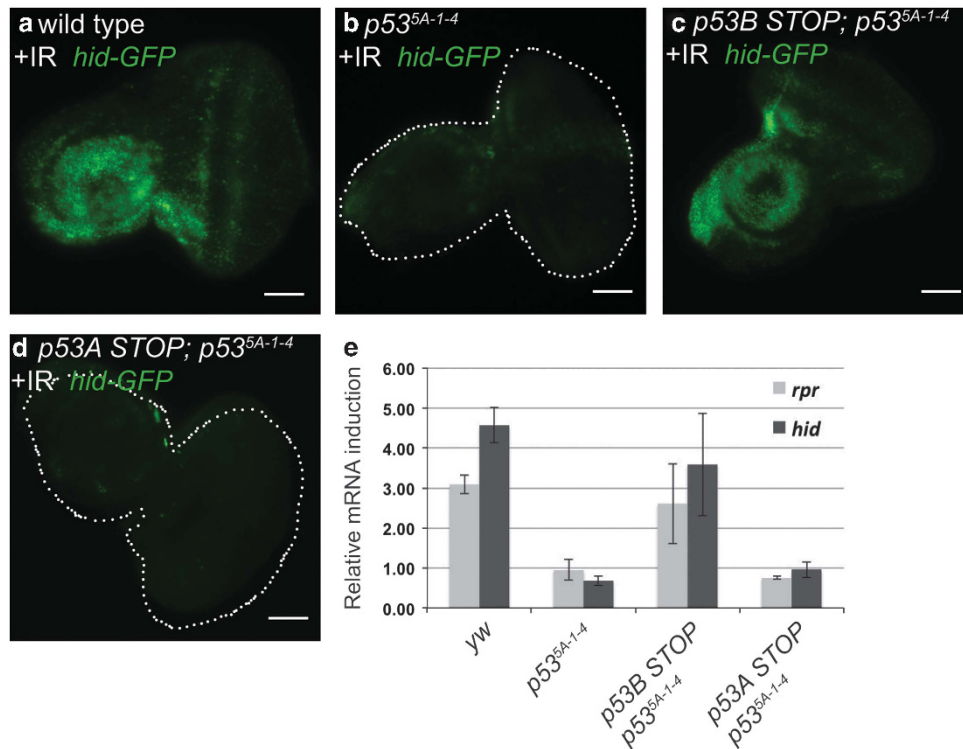 a wild type
+IR hid-GFP
b p53^5A-1-4
+IR hid-GFP
c p53B STOP; p53^5A-1-4
+IR hid-GFP
d p53A STOP; p53^5A-1-4
+IR hid-GFP
e
Relative mRNA induction
6.00
5.00
4.00
3.00
2.00
1.00
0.00
rpr
hid
yw
p53^5A-1-4
p53B STOP
p53^5A-1-4
p53A STOP
p53^5A-1-4